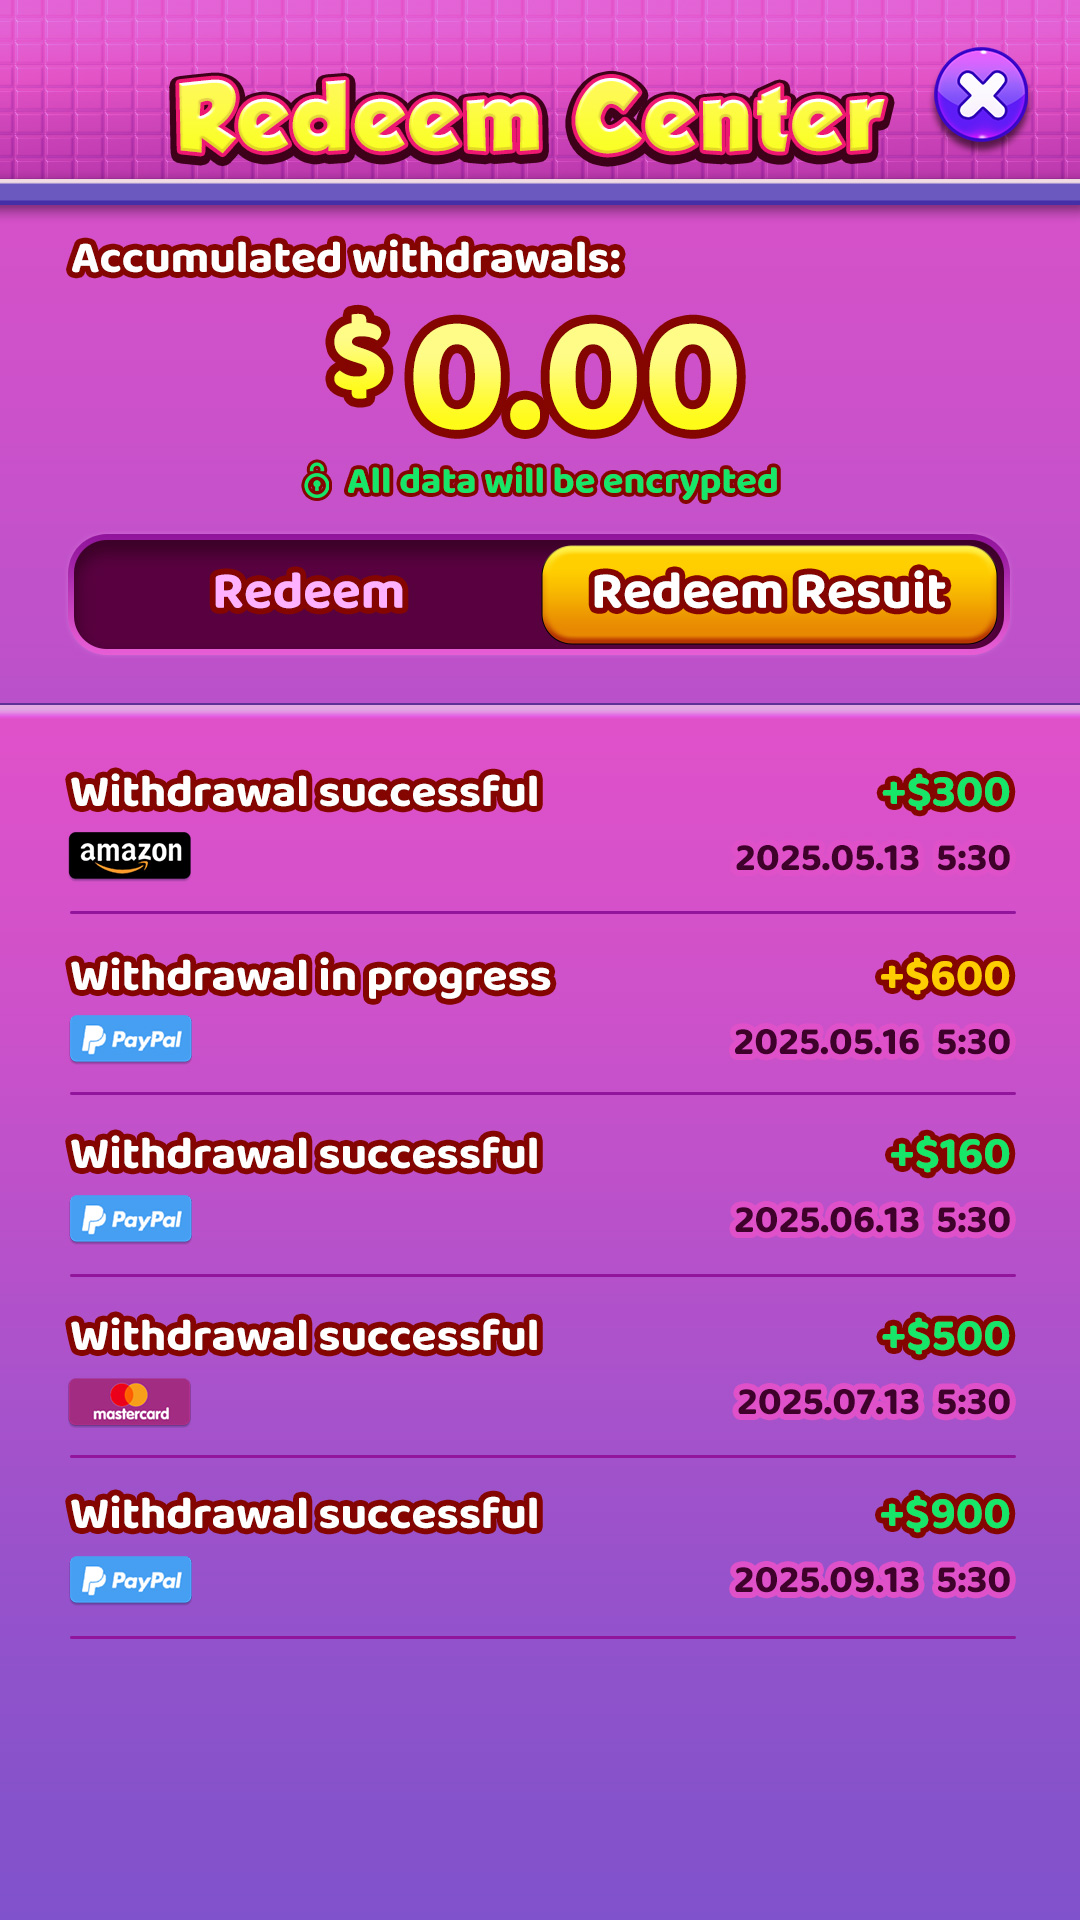 Redeem Center
Accumulated withdrawals:
$0.00
All data will be encrypted
Redeem
Redeem Resuit
Withdrawal successful +$300
amazon 2025.05.13 5:30
Withdrawal in progress +$600
PayPal 2025.05.16 5:30
Withdrawal successful +$160
PayPal 2025.06.13 5:30
Withdrawal successful +$500
mastercard 2025.07.13 5:30
Withdrawal successful +$900
PayPal 2025.09.13 5:30